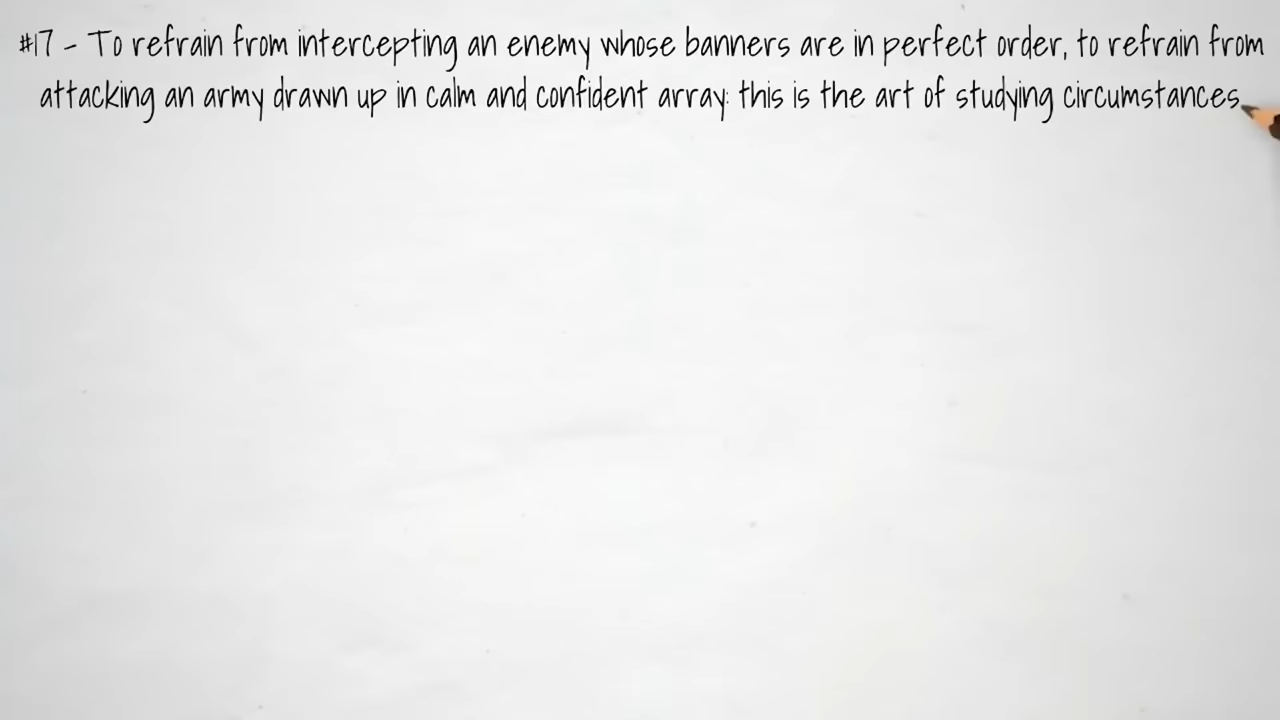 #17 - To refrain from intercepting an enemy whose banners are in perfect order, to refrain from
attacking an army drawn up in calm and confident array: this is the art of studying circumstances.